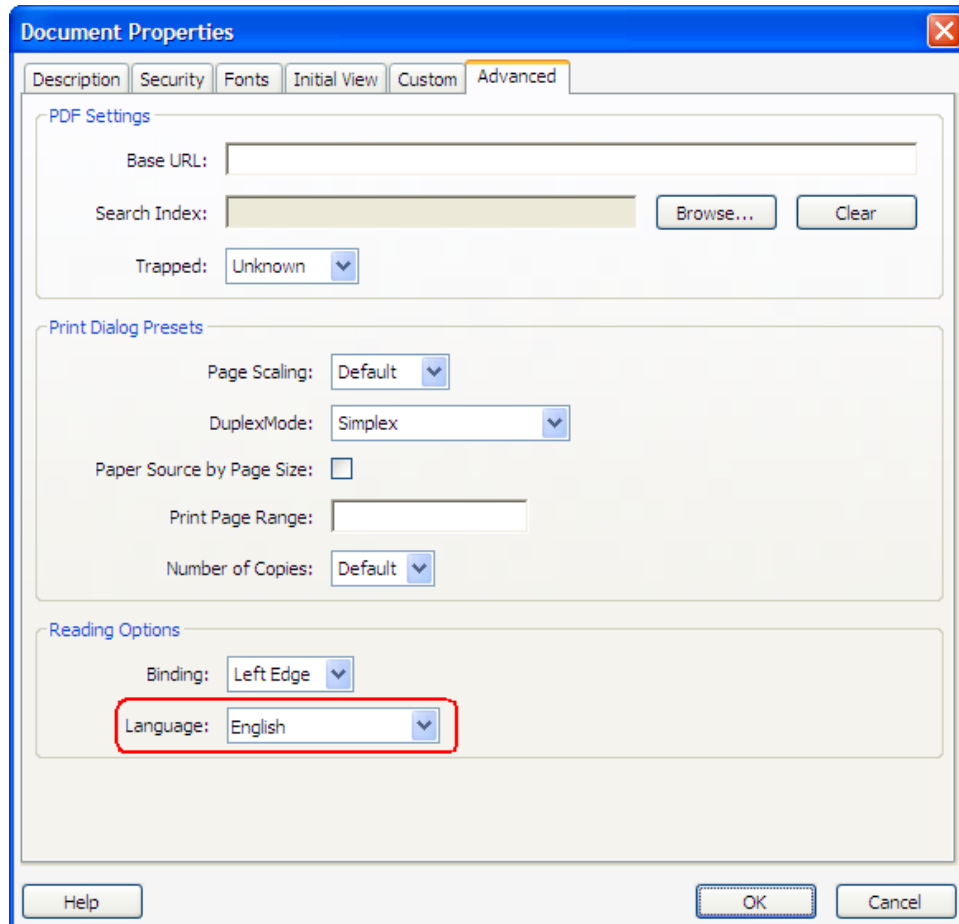 Document Properties
Description Security Fonts Initial View Custom Advanced
PDF Settings
Base URL:
Search Index: Browse... Clear
Trapped: Unknown
Print Dialog Presets
Page Scaling: Default
DuplexMode: Simplex
Paper Source by Page Size:
Print Page Range:
Number of Copies: Default
Reading Options
Binding: Left Edge
Language: English
Help OK Cancel